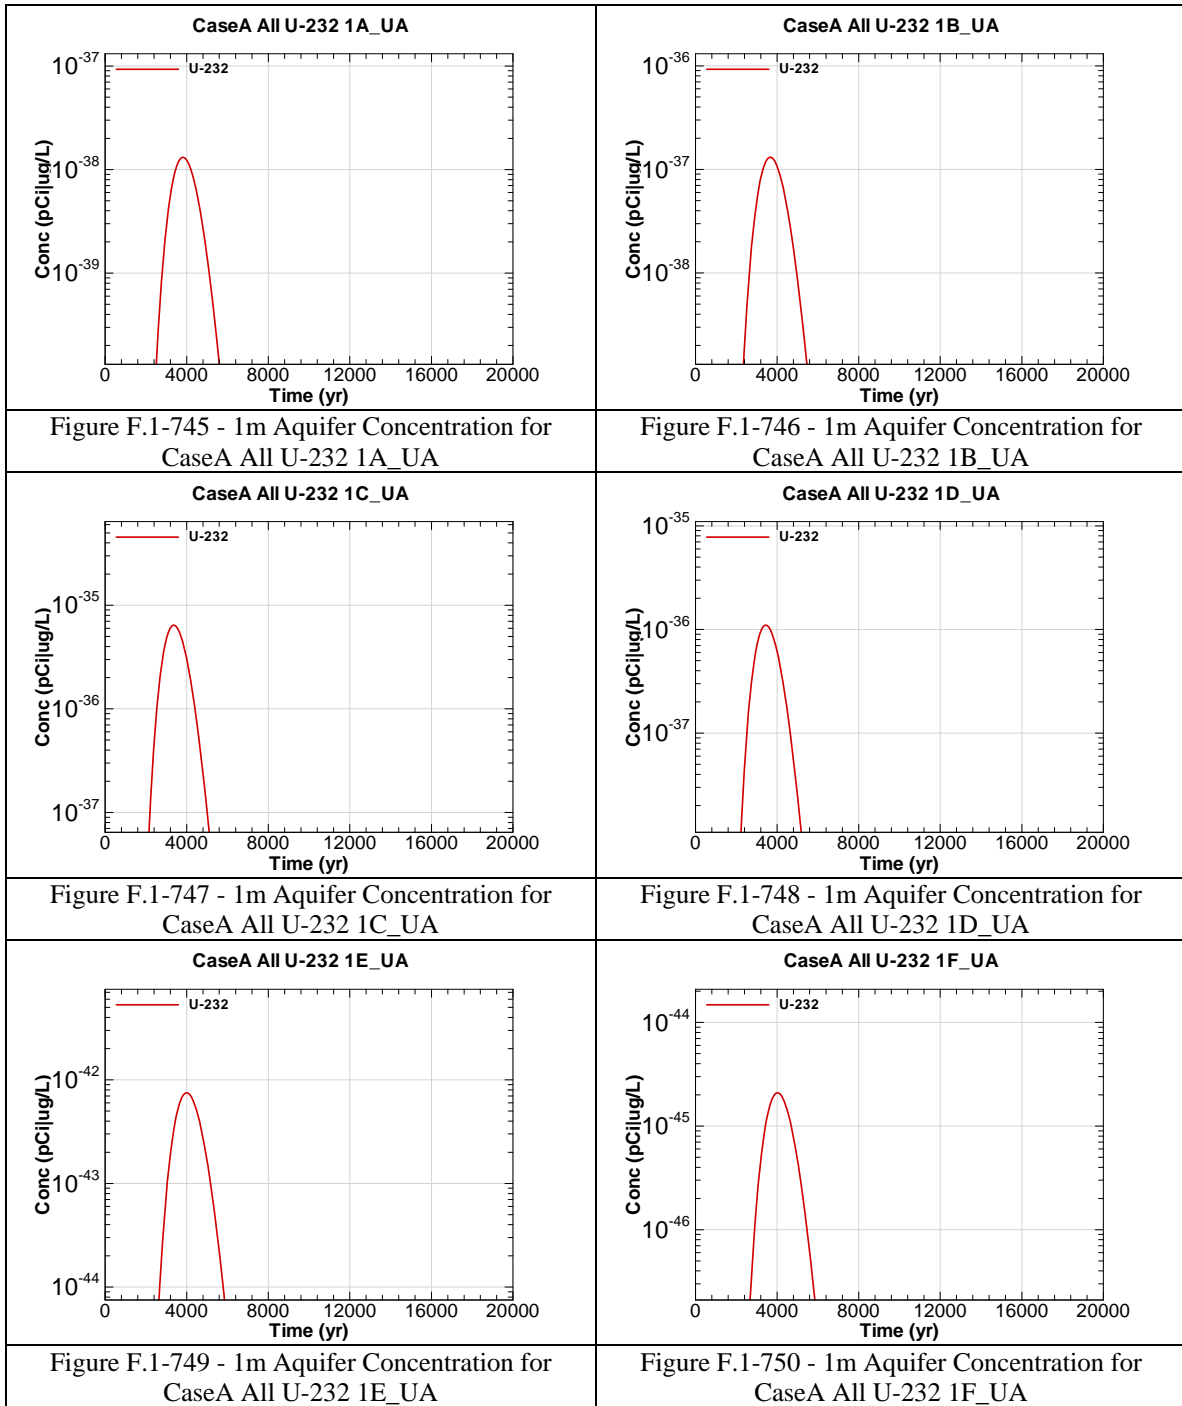 CaseA All U-232 1A_UA
U-232
10-37
10-38
10-39
Conc (pCi|ug/L)
0 4000 8000 12000 16000 20000
Time (yr)
Figure F.1-745 - 1m Aquifer Concentration for
CaseA All U-232 1A_UA
CaseA All U-232 1B_UA
U-232
10-36
10-37
10-38
Conc (pCi|ug/L)
0 4000 8000 12000 16000 20000
Time (yr)
Figure F.1-746 - 1m Aquifer Concentration for
CaseA All U-232 1B_UA
CaseA All U-232 1C_UA
U-232
10-35
10-36
10-37
Conc (pCi|ug/L)
0 4000 8000 12000 16000 20000
Time (yr)
Figure F.1-747 - 1m Aquifer Concentration for
CaseA All U-232 1C_UA
CaseA All U-232 1D_UA
U-232
10-35
10-36
10-37
Conc (pCi|ug/L)
0 4000 8000 12000 16000 20000
Time (yr)
Figure F.1-748 - 1m Aquifer Concentration for
CaseA All U-232 1D_UA
CaseA All U-232 1E_UA
U-232
10-42
10-43
10-44
Conc (pCi|ug/L)
0 4000 8000 12000 16000 20000
Time (yr)
Figure F.1-749 - 1m Aquifer Concentration for
CaseA All U-232 1E_UA
CaseA All U-232 1F_UA
U-232
10-44
10-45
10-46
Conc (pCi|ug/L)
0 4000 8000 12000 16000 20000
Time (yr)
Figure F.1-750 - 1m Aquifer Concentration for
CaseA All U-232 1F_UA